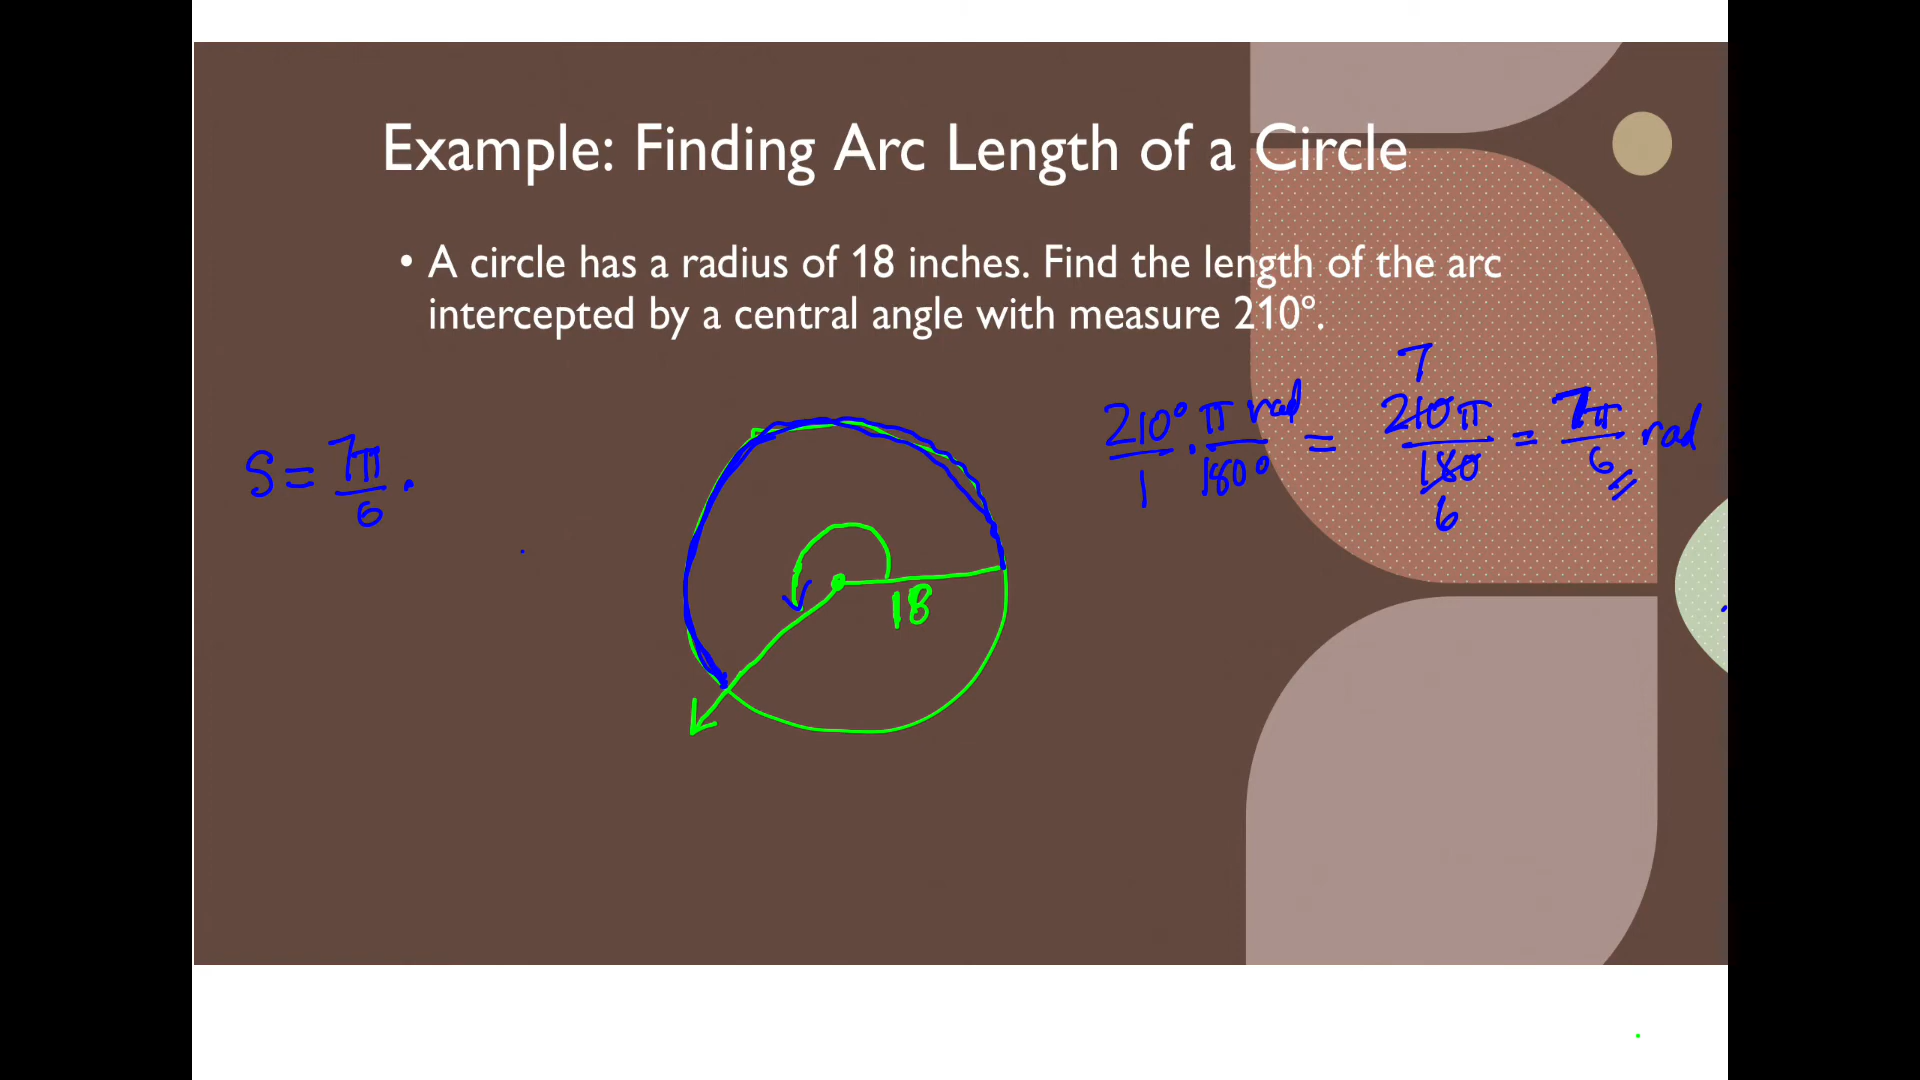 Example: Finding Arc Length of a Circle
• A circle has a radius of 18 inches. Find the length of the arc
intercepted by a central angle with measure 210°.
S = 7π/6 ·
210°/1 · π rad/180° = 210π/180 = 7π/6 rad
7
6
18